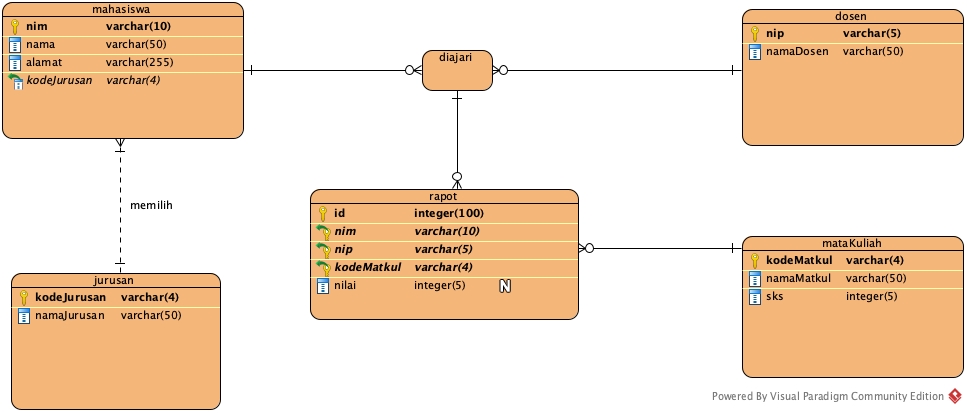 mahasiswa
nim varchar(10)
nama varchar(50)
alamat varchar(255)
kodeJurusan varchar(4)
diajari
dosen
nip varchar(5)
namaDosen varchar(50)
memilih
rapot
id integer(100)
nim varchar(10)
nip varchar(5)
kodeMatkul varchar(4)
nilai integer(5) N
jurusan
kodeJurusan varchar(4)
namaJurusan varchar(50)
mataKuliah
kodeMatkul varchar(4)
namaMatkul varchar(50)
sks integer(5)
Powered By Visual Paradigm Community Edition